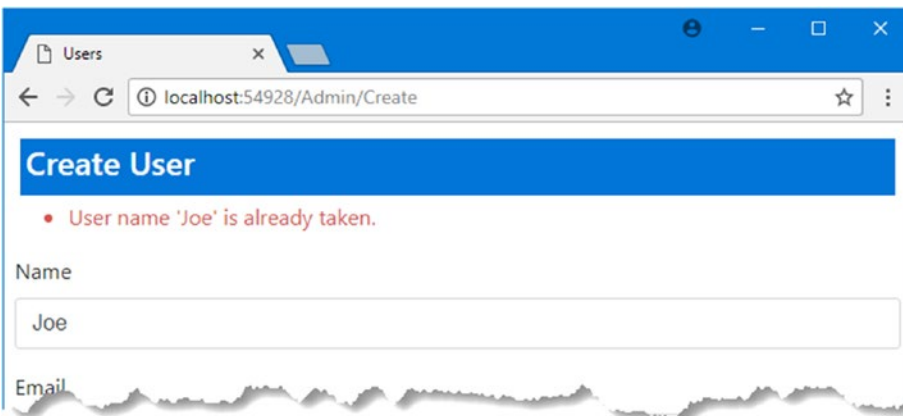 Users
localhost:54928/Admin/Create
Create User
• User name 'Joe' is already taken.
Name
Joe
Email